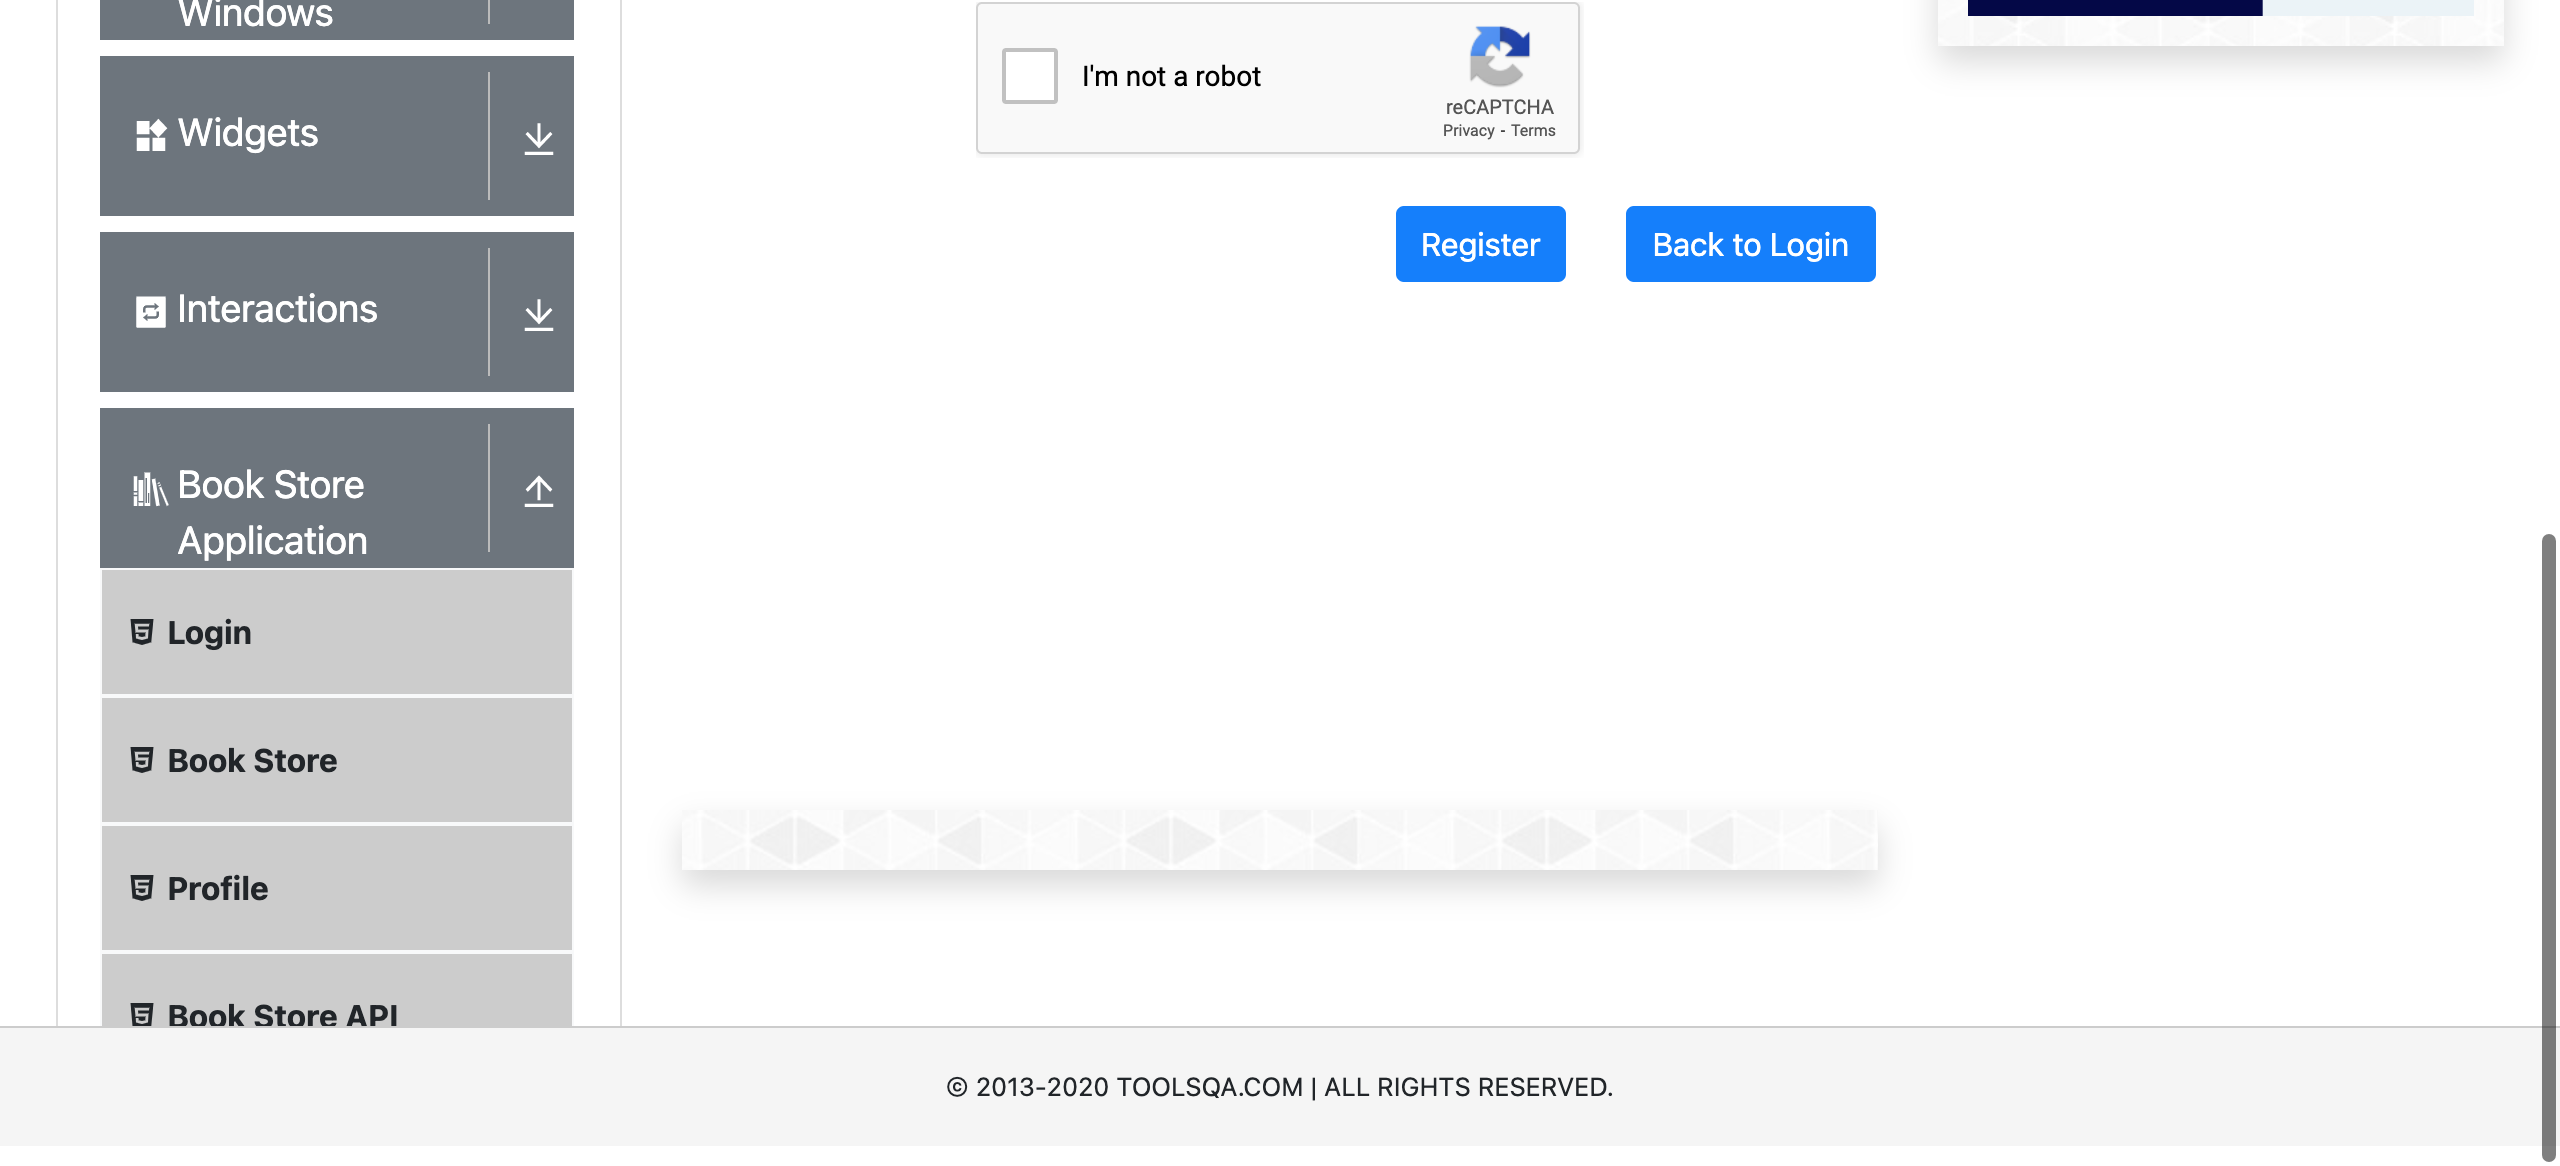 Windows
Widgets
Interactions
Book Store
Application
Login
Book Store
Profile
Book Store API
I'm not a robot
reCAPTCHA
Privacy - Terms
Register
Back to Login
© 2013-2020 TOOLSQA.COM | ALL RIGHTS RESERVED.